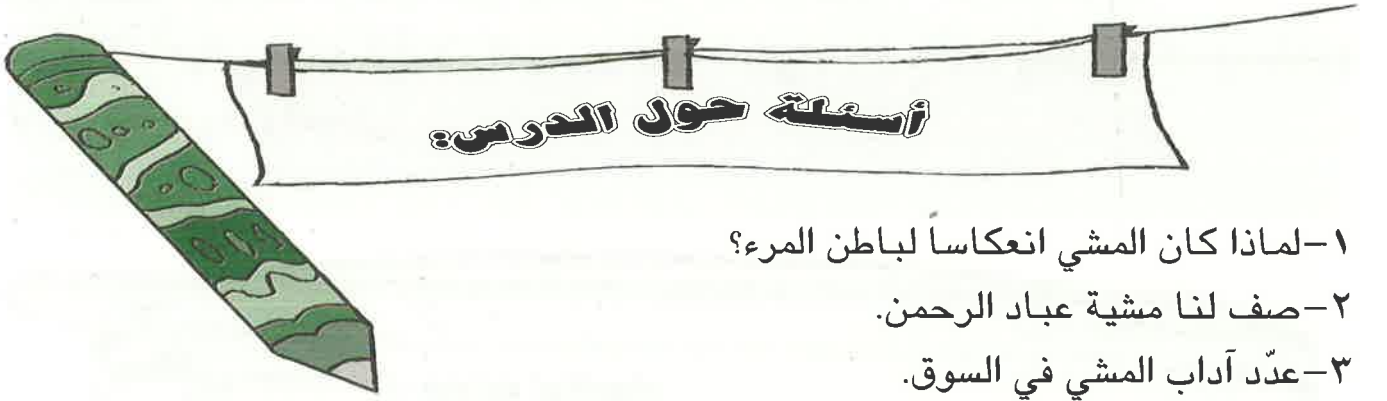 أسئلة حول الدرس:
١-لماذا كان المشي انعكاساً لباطن المرء؟
٢-صف لنا مشية عباد الرحمن.
٣-عدّد آداب المشي في السوق.